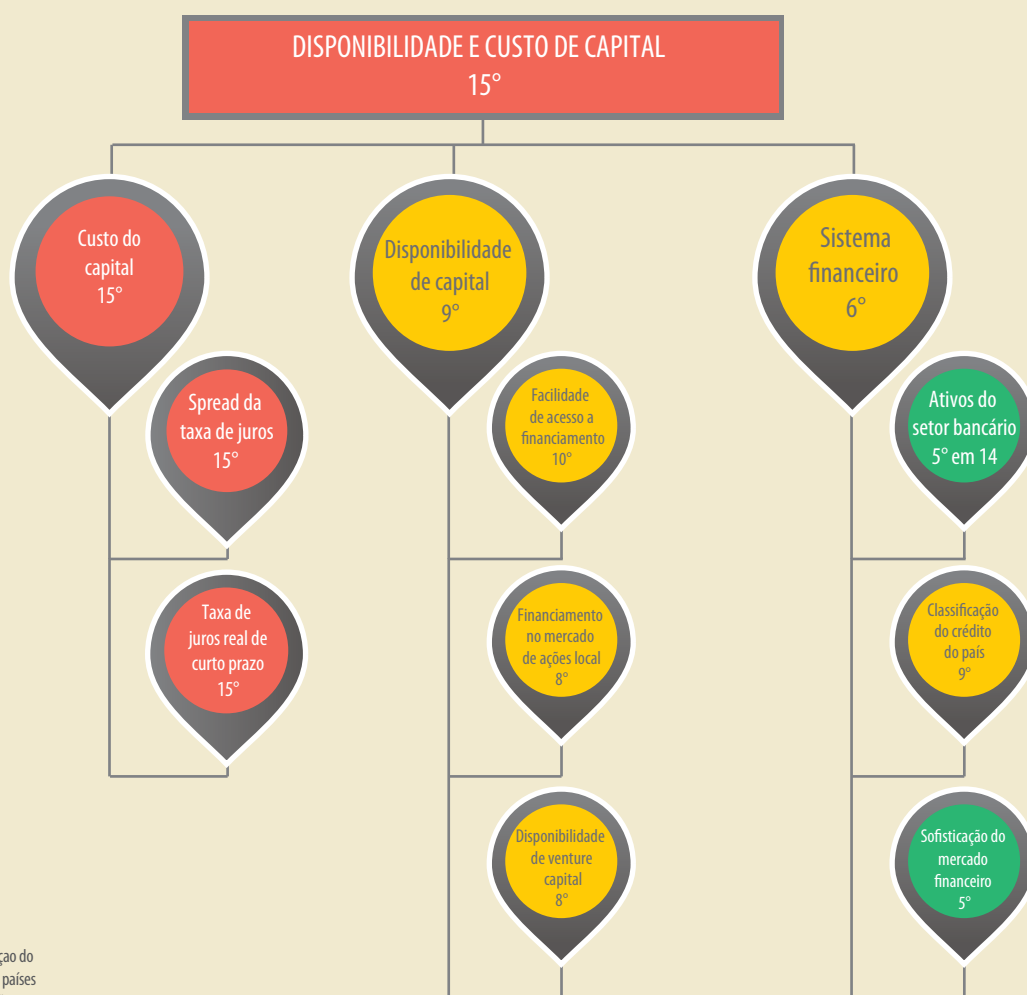 DISPONIBILIDADE E CUSTO DE CAPITAL
15°
Custo do
capital
15°
Spread da
taxa de juros
15°
Taxa de
juros real de
curto prazo
15°
Disponibilidade
de capital
9°
Facilidade
de acesso a
financiamento
10°
Financiamento
no mercado
de ações local
8°
Disponibilidade
de venture
capital
8°
Sistema
financeiro
6°
Ativos do
setor bancário
5° em 14
Classificação
do crédito
do país
9°
Sofisticação do
mercado
financeiro
5°
do
países